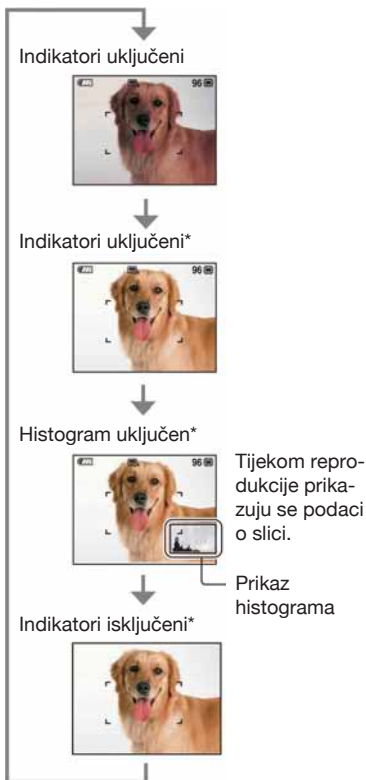 Indikatori uključeni
96
Indikatori uključeni*
96
Histogram uključen*
96
Tijekom repro-
dukcije prika-
zuju se podaci
o slici.
Prikaz
histograma
Indikatori isključeni*